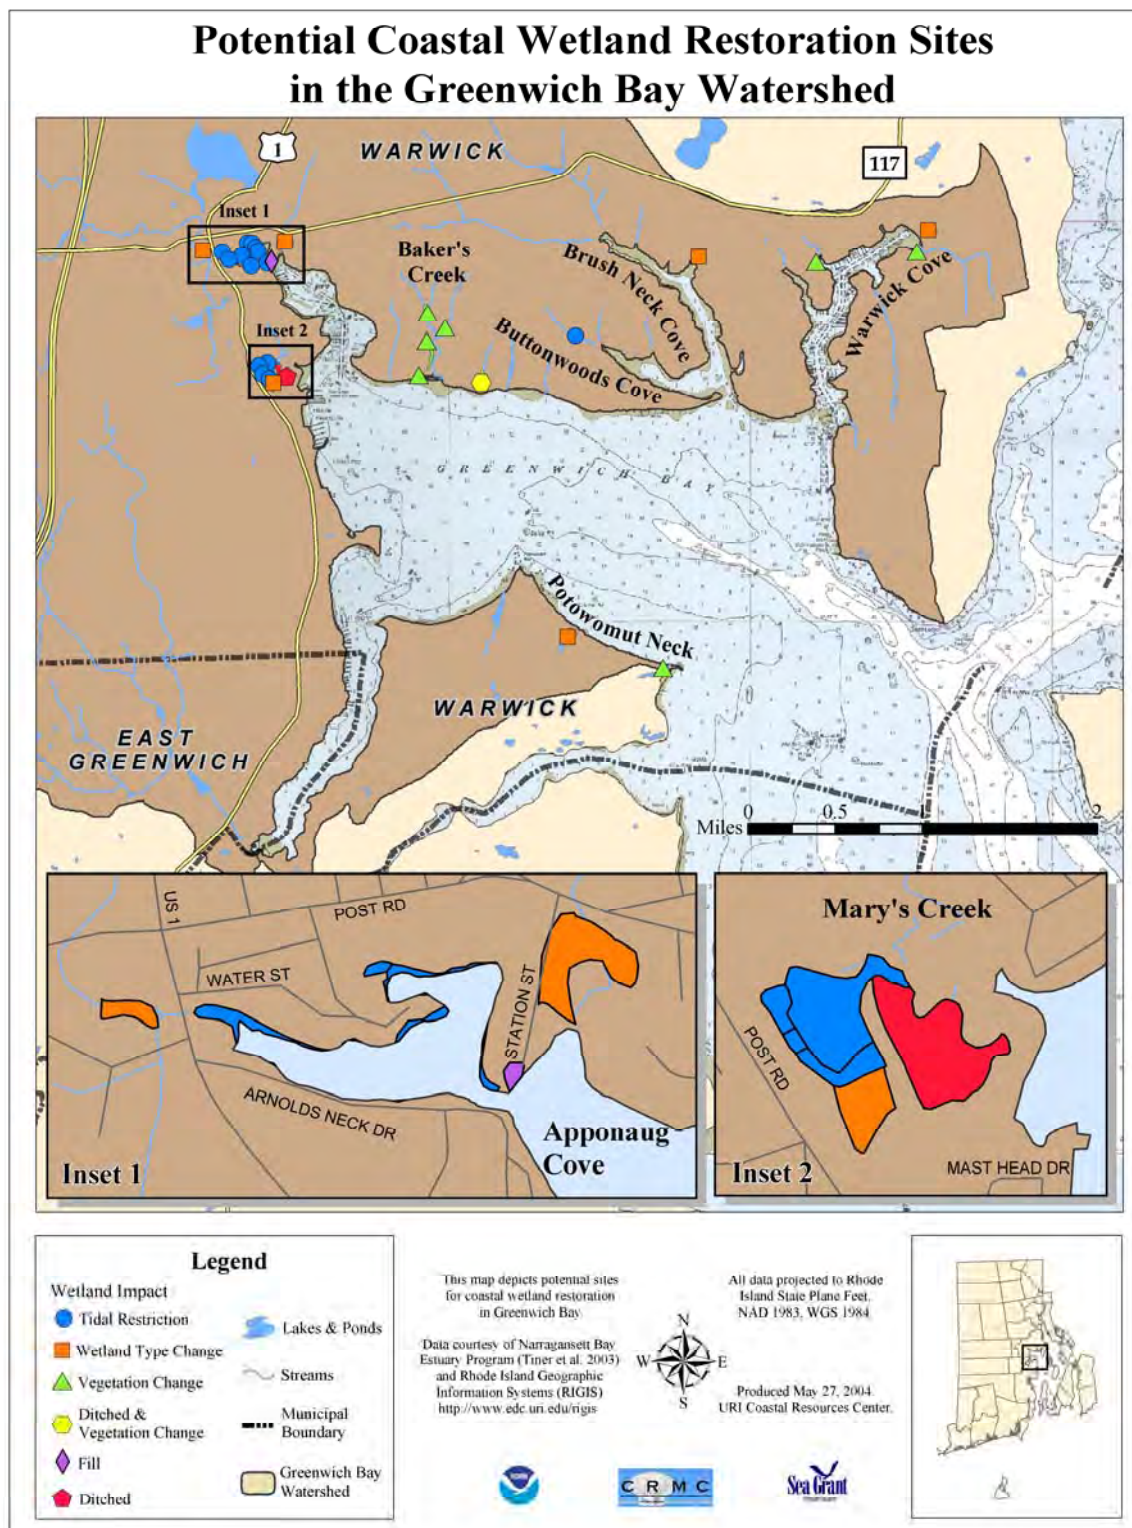 Potential Coastal Wetland Restoration Sites
in the Greenwich Bay Watershed
1
WARWICK
117
Inset 1
Baker's
Creek
Brush Neck Cove
Warwick Cove
Inset 2
Buttonwoods Cove
GREENWICH BAY
Potowomut Neck
WARWICK
EAST
GREENWICH
0 0.5 1 2
Miles
US 1
POST RD
WATER ST
STATION ST
ARNOLDS NECK DR
Apponaug
Cove
Inset 1
Mary's Creek
POST RD
MAST HEAD DR
Inset 2
Legend
Wetland Impact
Tidal Restriction
Wetland Type Change
Vegetation Change
Ditched &
Vegetation Change
Fill
Ditched
Lakes & Ponds
Streams
Municipal
Boundary
Greenwich Bay
Watershed
This map depicts potential sites
for coastal wetland restoration
in Greenwich Bay.
Data courtesy of Narragansett Bay
Estuary Program (Tiner et al. 2003)
and Rhode Island Geographic
Information Systems (RIGIS)
http://www.edc.uri.edu/rigis
N
W E
S
All data projected to Rhode
Island State Plane Feet,
NAD 1983, WGS 1984.
Produced May 27, 2004.
URI Coastal Resources Center.
CRMC
Sea Grant